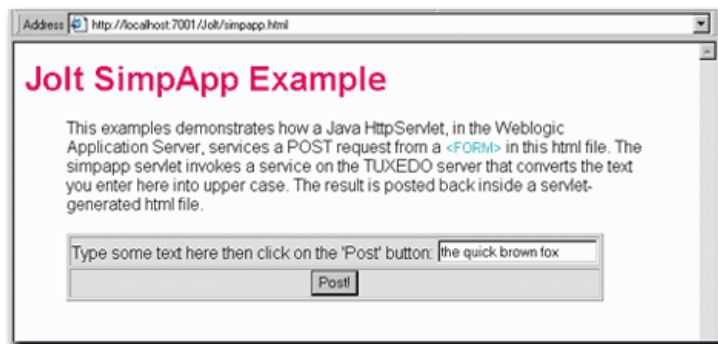 Address http://localhost:7001/Jolt/simpapp.html
Jolt SimpApp Example
This examples demonstrates how a Java HttpServlet, in the Weblogic
Application Server, services a POST request from a <FORM> in this html file. The
simpapp servlet invokes a service on the TUXEDO server that converts the text
you enter here into upper case. The result is posted back inside a servlet-
generated html file.
Type some text here then click on the 'Post' button: the quick brown fox
Post!